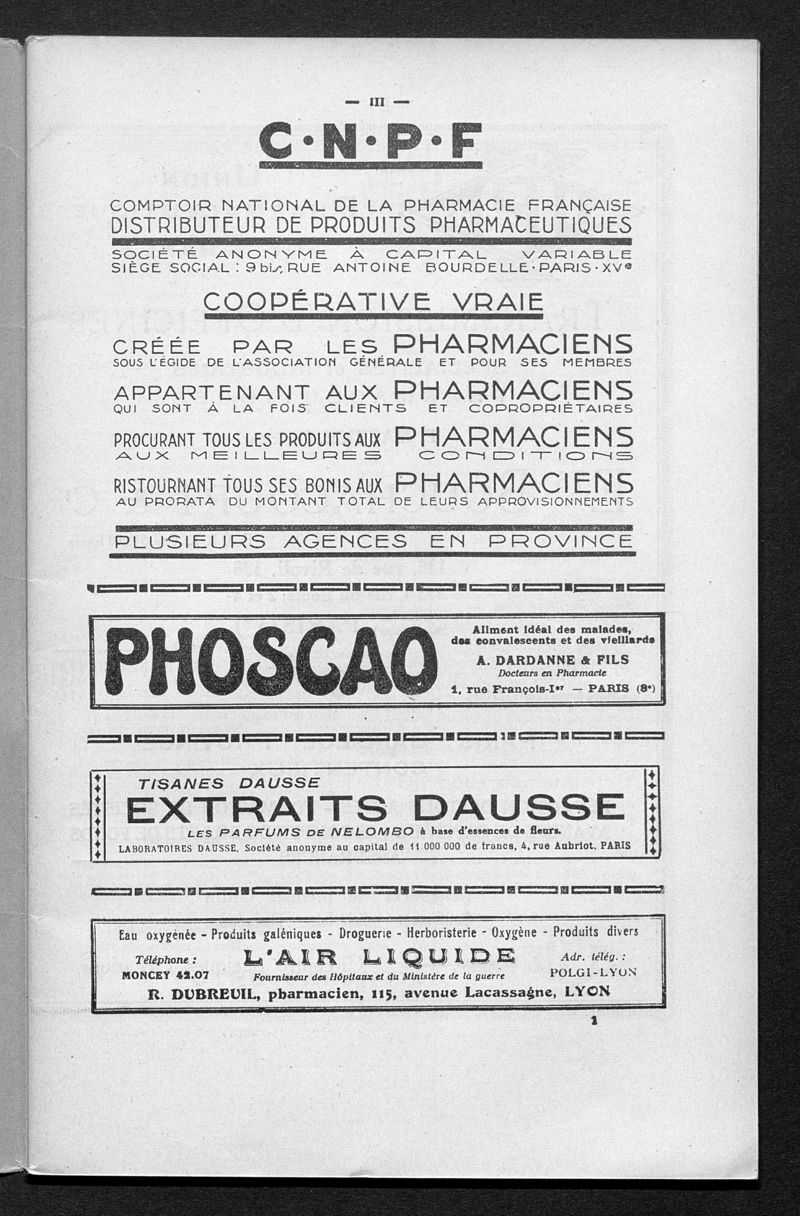 — III —
C·N·P·F
COMPTOIR NATIONAL DE LA PHARMACIE FRANÇAISE
DISTRIBUTEUR DE PRODUITS PHARMACEUTIQUES
SOCIÉTÉ ANONYME À CAPITAL VARIABLE
SIÈGE SOCIAL : 9 bis, RUE ANTOINE BOURDELLE · PARIS · XVe
COOPÉRATIVE VRAIE
CRÉÉE PAR LES PHARMACIENS
SOUS L'ÉGIDE DE L'ASSOCIATION GÉNÉRALE ET POUR SES MEMBRES
APPARTENANT AUX PHARMACIENS
QUI SONT À LA FOIS CLIENTS ET COPROPRIÉTAIRES
PROCURANT TOUS LES PRODUITS AUX PHARMACIENS
AUX MEILLEURES CONDITIONS
RISTOURNANT TOUS SES BONIS AUX PHARMACIENS
AU PRORATA DU MONTANT TOTAL DE LEURS APPROVISIONNEMENTS
PLUSIEURS AGENCES EN PROVINCE
PHOSCAO
Aliment idéal des malades,
des convalescents et des vieillards
A. DARDANNE & FILS
Docteurs en Pharmacie
1, rue François-Ier — PARIS (8e)
TISANES DAUSSE
EXTRAITS DAUSSE
LES PARFUMS DE NELOMBO à base d'essences de fleurs.
LABORATOIRES DAUSSE, Société anonyme au capital de 11 000 000 de francs, 4, rue Aubriot, PARIS
Eau oxygénée - Produits galéniques - Droguerie - Herboristerie - Oxygène - Produits divers
Téléphone :
MONCEY 42.07
L'AIR LIQUIDE
Fournisseur des Hôpitaux et du Ministère de la guerre
Adr. télég. :
POLGI-LYON
R. DUBREUIL, pharmacien, 115, avenue Lacassagne, LYON
1